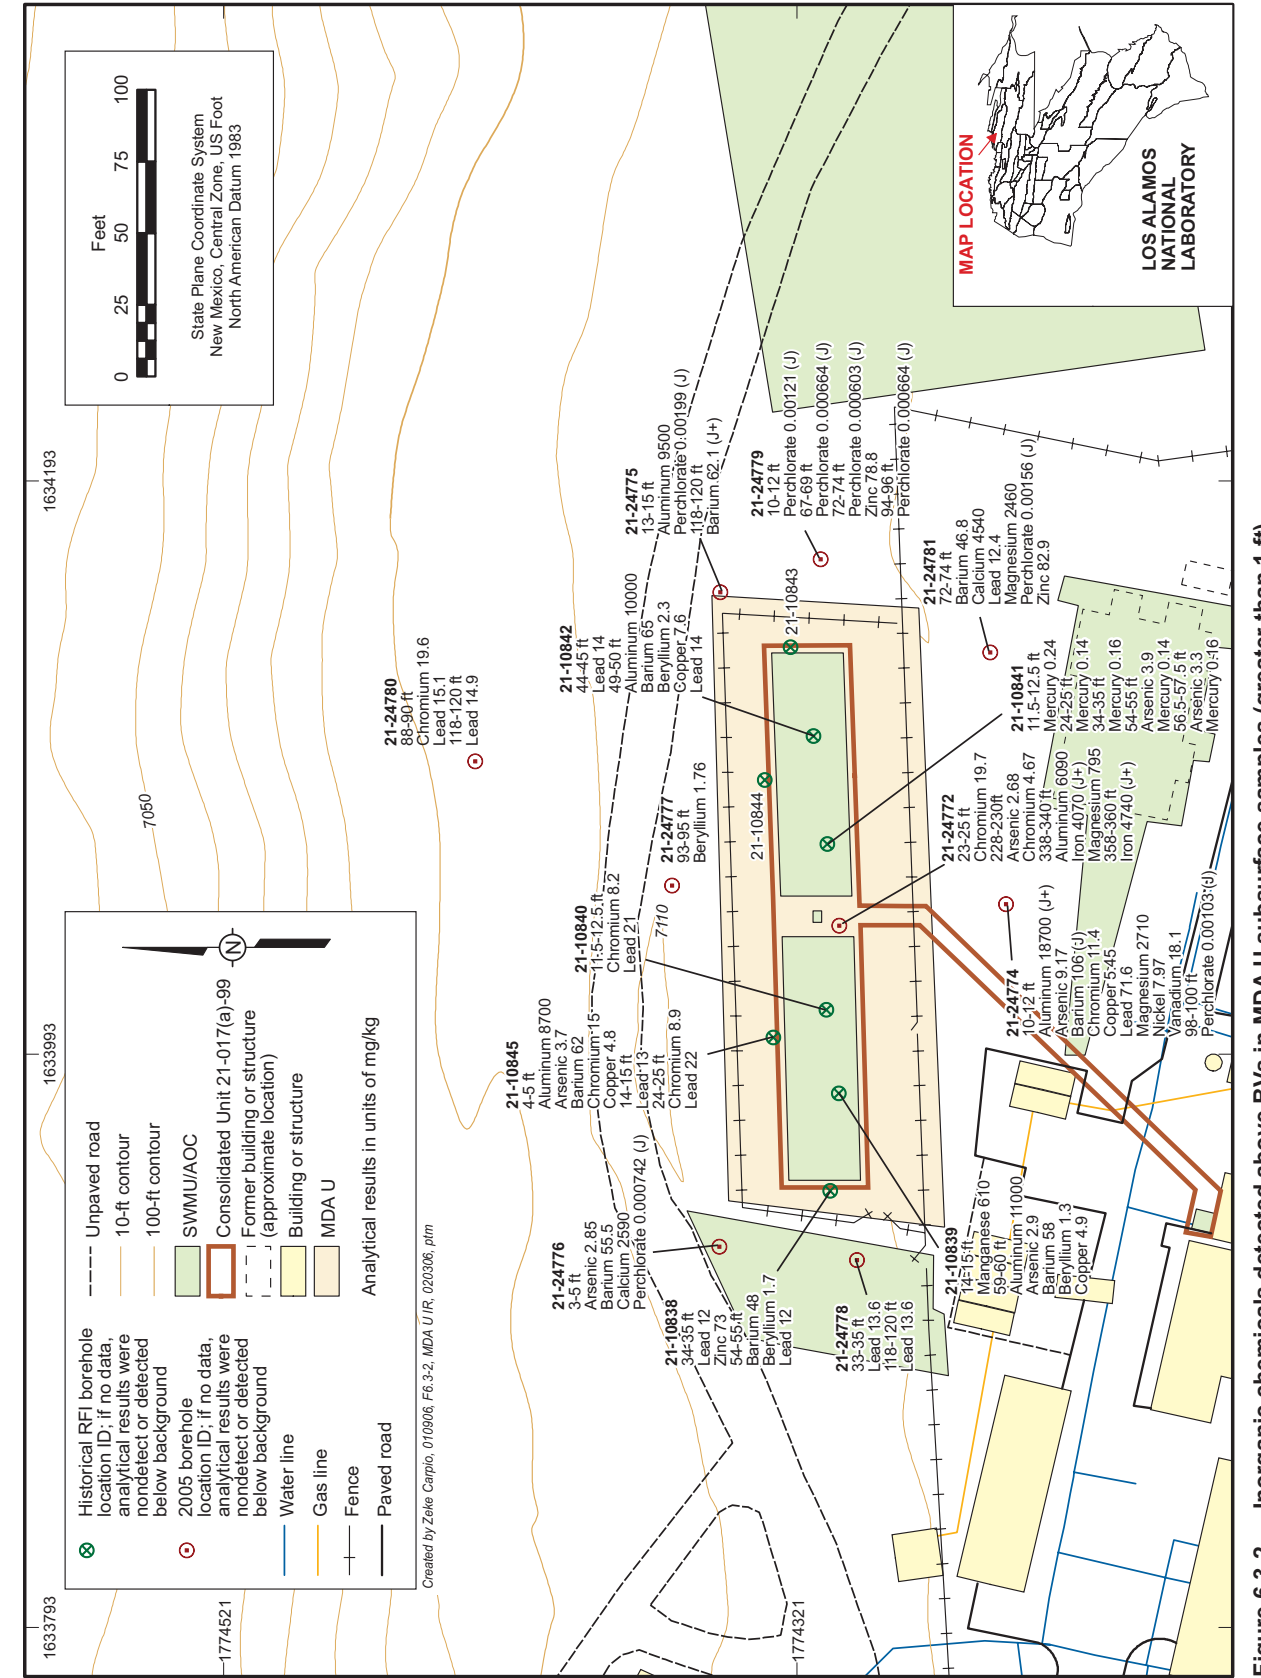 1633793
1633993
1634193
1774521
1774321
Historical RFI borehole
location ID; if no data,
analytical results were
nondetect or detected
below background
2005 borehole
location ID; if no data,
analytical results were
nondetect or detected
below background
Water line
Gas line
Fence
Paved road
Unpaved road
10-ft contour
100-ft contour
SWMU/AOC
Consolidated Unit 21-017(a)-99
Former building or structure
(approximate location)
Building or structure
MDA U
Analytical results in units of mg/kg
N
Created by Zeke Carpio, 010906, F6.3-2, MDA U IR, 020306, ptm
Feet
0 25 50 75 100
State Plane Coordinate System
New Mexico, Central Zone, US Foot
North American Datum 1983
7050
7110
21-24780
88-90 ft
Chromium 19.6
Lead 15.1
118-120 ft
Lead 14.9
21-10845
4-5 ft
Aluminum 8700
Arsenic 3.7
Barium 62
Chromium 15
Copper 4.8
14-15 ft
Lead 13
24-25 ft
Chromium 8.9
Lead 22
21-10840
11.5-12.5 ft
Chromium 8.2
Lead 21
21-24777
93-95 ft
Beryllium 1.76
21-10842
44-45 ft
Lead 14
49-50 ft
Aluminum 10000
Barium 65
Beryllium 2.3
Copper 7.6
Lead 14
21-24775
13-15 ft
Aluminum 9500
Perchlorate 0.00199 (J)
118-120 ft
Barium 62.1 (J+)
21-24779
10-12 ft
Perchlorate 0.00121 (J)
67-69 ft
Perchlorate 0.000664 (J)
72-74 ft
Perchlorate 0.000603 (J)
Zinc 78.8
94-96 ft
Perchlorate 0.000664 (J)
21-24776
3-5 ft
Arsenic 2.85
Barium 55.5
Calcium 2590
Perchlorate 0.000742 (J)
21-10838
34-35 ft
Lead 12
Zinc 73
54-55 ft
Barium 48
Beryllium 1.7
Lead 12
21-24778
33-35 ft
Lead 13.6
118-120 ft
Lead 13.6
21-10844
21-10843
21-10839
14-15 ft
Manganese 610
59-60 ft
Aluminum 11000
Arsenic 2.9
Barium 58
Beryllium 1.3
Copper 4.9
21-24774
10-12 ft
Aluminum 18700 (J+)
Arsenic 9.17
Barium 106 (J)
Chromium 11.4
Copper 5.45
Lead 71.6
Magnesium 2710
Nickel 7.97
Vanadium 18.1
98-100 ft
Perchlorate 0.00103 (J)
21-24772
23-25 ft
Chromium 19.7
228-230ft
Arsenic 2.68
Chromium 4.67
338-340 ft
Aluminum 6090
Iron 4070 (J+)
Magnesium 795
358-360 ft
Iron 4740 (J+)
21-10841
11.5-12.5 ft
Mercury 0.24
24-25 ft
Mercury 0.14
34-35 ft
Mercury 0.16
54-55 ft
Arsenic 3.9
Mercury 0.14
56.5-57.5 ft
Arsenic 3.3
Mercury 0.16
21-24781
72-74 ft
Barium 46.8
Calcium 4540
Lead 12.4
Magnesium 2460
Perchlorate 0.00156 (J)
Zinc 82.9
MAP LOCATION
LOS ALAMOS
NATIONAL
LABORATORY
Figure 6.3-2 Inorganic chemicals detected above BVs in MDA U subsurface samples (greater than 1 ft)